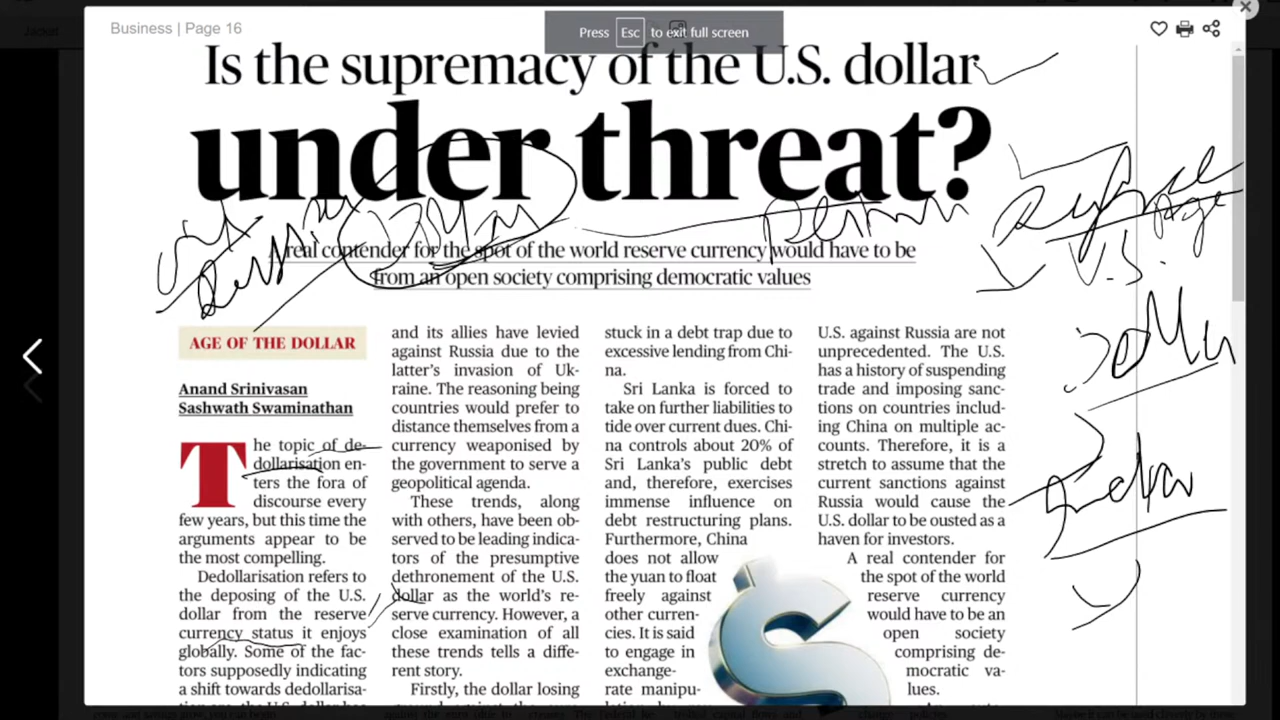 Business | Page 16
Press Esc to exit full screen
Is the supremacy of the U.S. dollar
under threat?
A real contender for the spot of the world reserve currency would have to be
from an open society comprising democratic values
AGE OF THE DOLLAR
Anand Srinivasan
Sashwath Swaminathan
The topic of de-
dollarisation en-
ters the fora of
discourse every
few years, but this time the
arguments appear to be
the most compelling.
Dedollarisation refers to
the deposing of the U.S.
dollar from the reserve
currency status it enjoys
globally. Some of the fac-
tors supposedly indicating
a shift towards dedollarisa-
and its allies have levied
against Russia due to the
latter's invasion of Uk-
raine. The reasoning being
countries would prefer to
distance themselves from a
currency weaponised by
the government to serve a
geopolitical agenda.
These trends, along
with others, have been ob-
served to be leading indica-
tors of the presumptive
dethronement of the U.S.
dollar as the world's re-
serve currency. However, a
close examination of all
these trends tells a diffe-
rent story.
Firstly, the dollar losing
stuck in a debt trap due to
excessive lending from Chi-
na.
Sri Lanka is forced to
take on further liabilities to
tide over current dues. Chi-
na controls about 20% of
Sri Lanka's public debt
and, therefore, exercises
immense influence on
debt restructuring plans.
Furthermore, China
does not allow
the yuan to float
freely against
other curren-
cies. It is said
to engage in
exchange-
rate manipu-
U.S. against Russia are not
unprecedented. The U.S.
has a history of suspending
trade and imposing sanc-
tions on countries includ-
ing China on multiple ac-
counts. Therefore, it is a
stretch to assume that the
current sanctions against
Russia would cause the
U.S. dollar to be ousted as a
haven for investors.
A real contender for
the spot of the world
reserve currency
would have to be an
open society
comprising de-
mocratic va-
lues.
U.S.